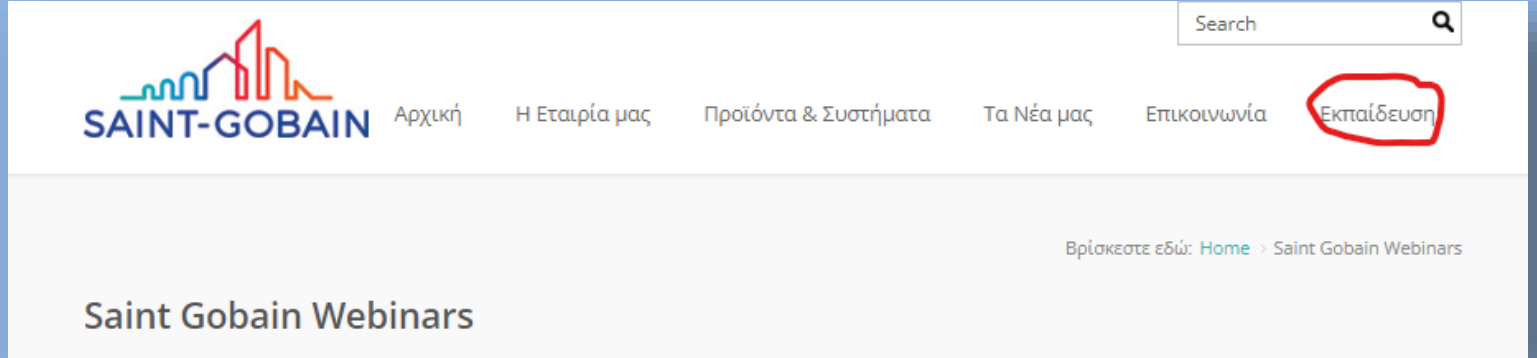 Search
SAINT-GOBAIN
Αρχική Η Εταιρία μας Προϊόντα & Συστήματα Τα Νέα μας Επικοινωνία Εκπαίδευση
Βρίσκεστε εδώ: Home > Saint Gobain Webinars
Saint Gobain Webinars